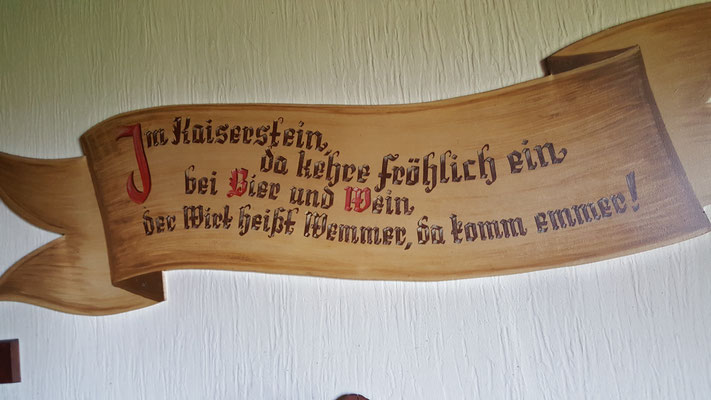 Im Kaiserstein,
da kehre fröhlich ein,
bei Bier und Wein,
der Wirt heißt Wemmer, da komm emmer!